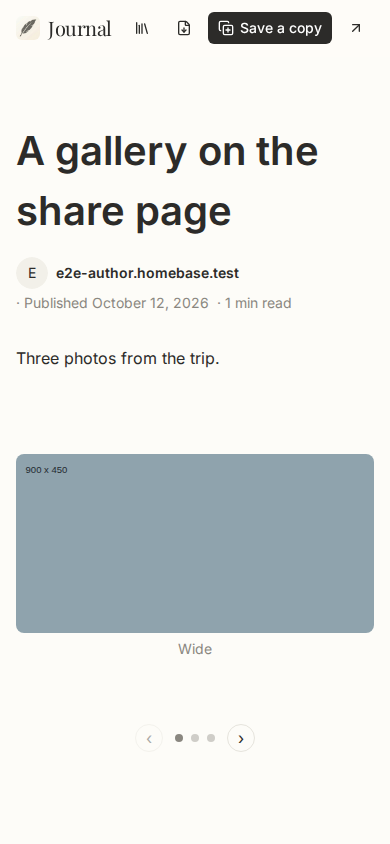 Journal
Save a copy
A gallery on the
share page
E
e2e-author.homebase.test
· Published October 12, 2026 · 1 min read
Three photos from the trip.
900 x 450
Wide